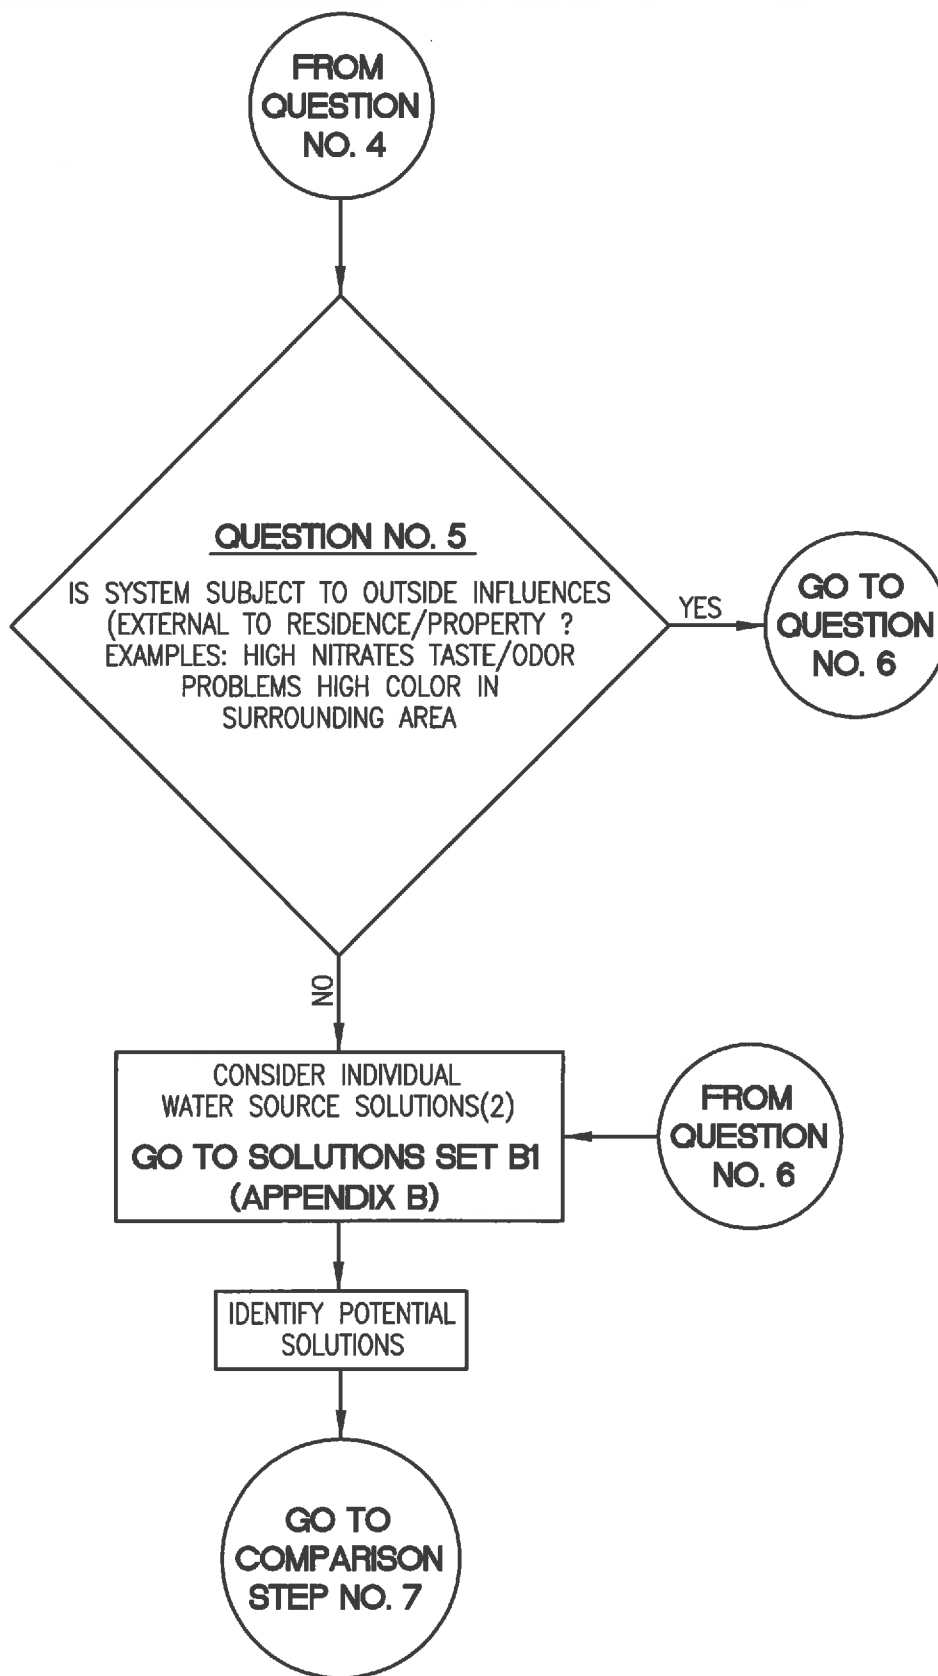 FROM
QUESTION
NO. 4
QUESTION NO. 5
IS SYSTEM SUBJECT TO OUTSIDE INFLUENCES
(EXTERNAL TO RESIDENCE/PROPERTY ?
EXAMPLES: HIGH NITRATES TASTE/ODOR
PROBLEMS HIGH COLOR IN
SURROUNDING AREA
YES
GO TO
QUESTION
NO. 6
NO
CONSIDER INDIVIDUAL
WATER SOURCE SOLUTIONS(2)
GO TO SOLUTIONS SET B1
(APPENDIX B)
FROM
QUESTION
NO. 6
IDENTIFY POTENTIAL
SOLUTIONS
GO TO
COMPARISON
STEP NO. 7